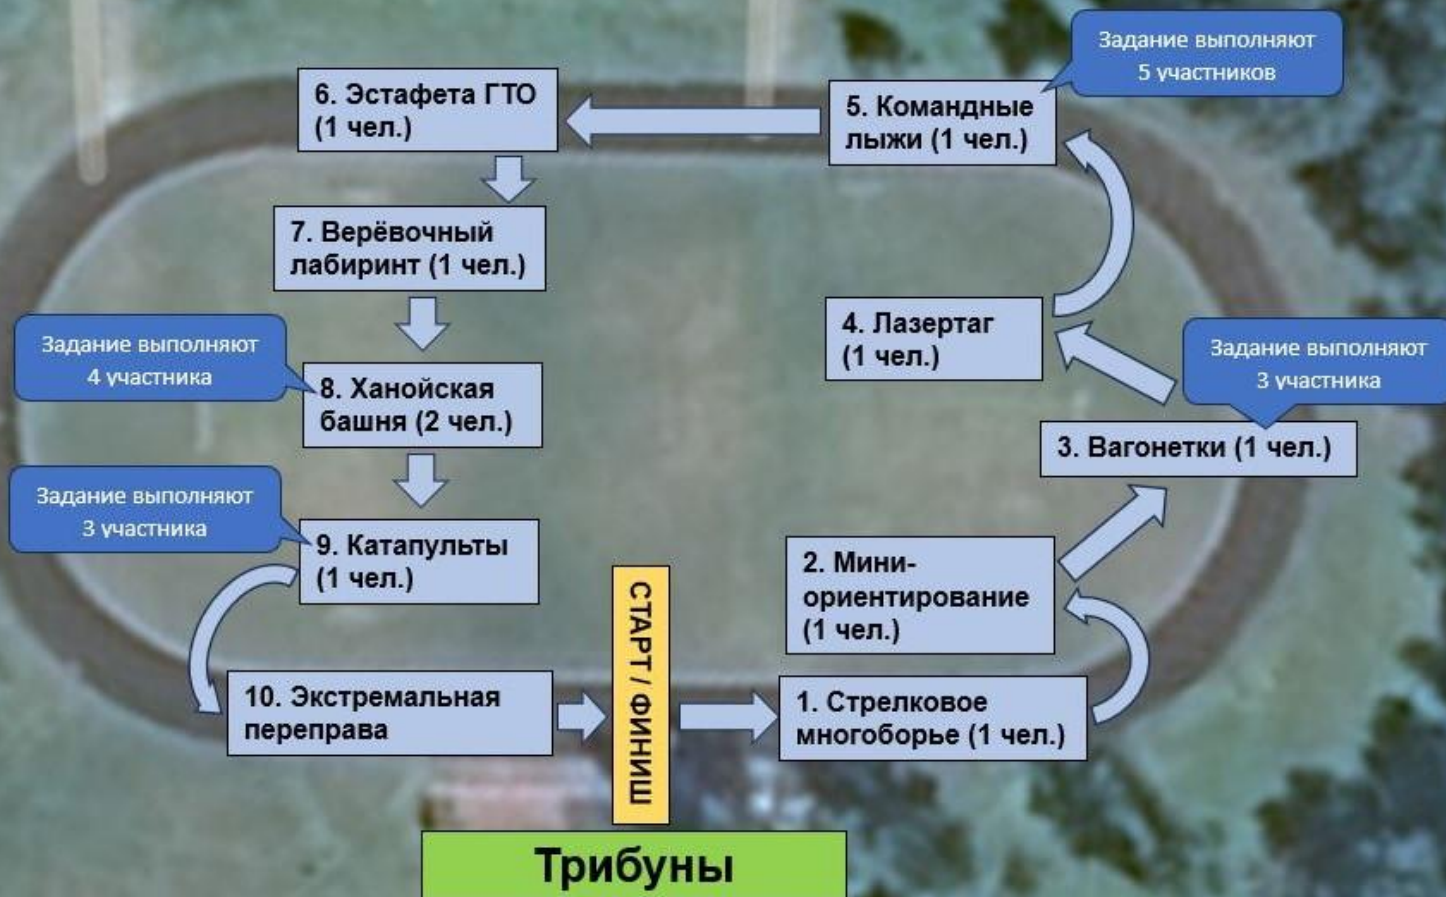 Задание выполняют
5 участников
6. Эстафета ГТО
(1 чел.)
5. Командные
лыжи (1 чел.)
7. Верёвочный
лабиринт (1 чел.)
4. Лазертаг
(1 чел.)
Задание выполняют
4 участника
Задание выполняют
3 участника
8. Ханойская
башня (2 чел.)
3. Вагонетки (1 чел.)
Задание выполняют
3 участника
9. Катапульты
(1 чел.)
2. Мини-
ориентирование
(1 чел.)
10. Экстремальная
переправа
СТАРТ / ФИНИШ
1. Стрелковое
многоборье (1 чел.)
Трибуны